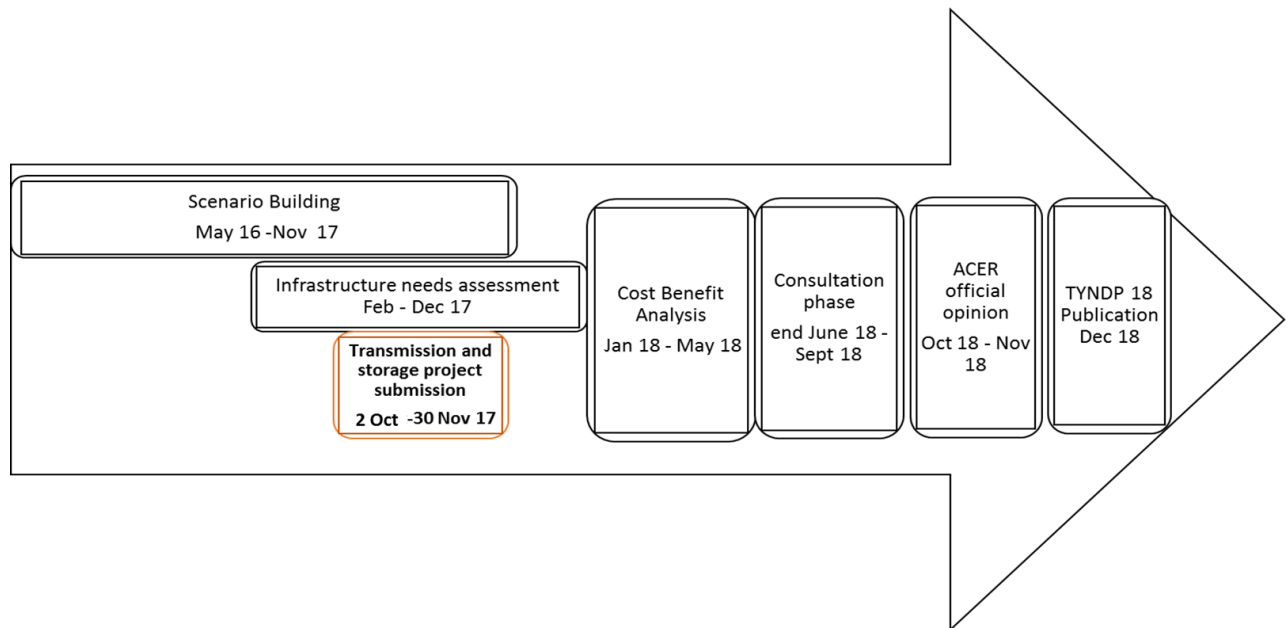 Scenario Building
May 16 -Nov 17
Infrastructure needs assessment
Feb - Dec 17
Transmission and
storage project
submission
2 Oct -30 Nov 17
Cost Benefit
Analysis
Jan 18 - May 18
Consultation
phase
end June 18 -
Sept 18
ACER
official
opinion
Oct 18 - Nov
18
TYNDP 18
Publication
Dec 18